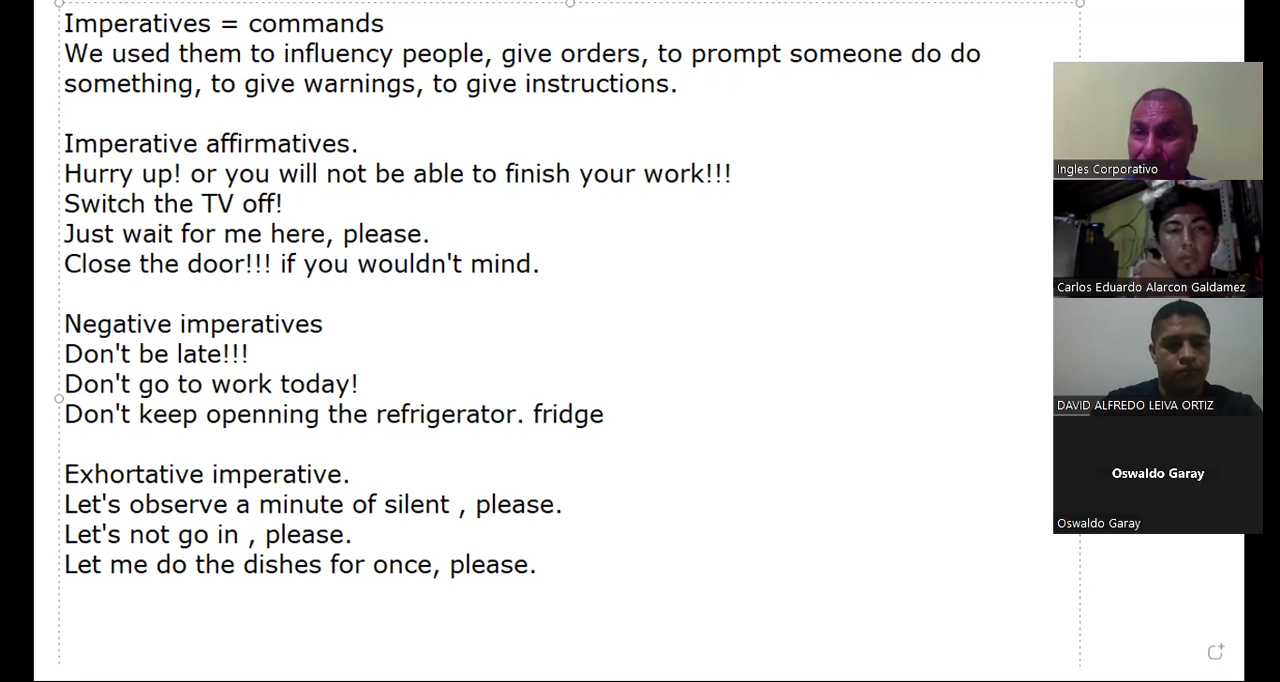 Imperatives = commands
We used them to influency people, give orders, to prompt someone do do
something, to give warnings, to give instructions.
Imperative affirmatives.
Hurry up! or you will not be able to finish your work!!!
Switch the TV off!
Just wait for me here, please.
Close the door!!! if you wouldn't mind.
Negative imperatives
Don't be late!!!
Don't go to work today!
Don't keep openning the refrigerator. fridge
Exhortative imperative.
Let's observe a minute of silent , please.
Let's not go in , please.
Let me do the dishes for once, please.
Ingles Corporativo
Carlos Eduardo Alarcon Galdamez
DAVID ALFREDO LEIVA ORTIZ
Oswaldo Garay
Oswaldo Garay